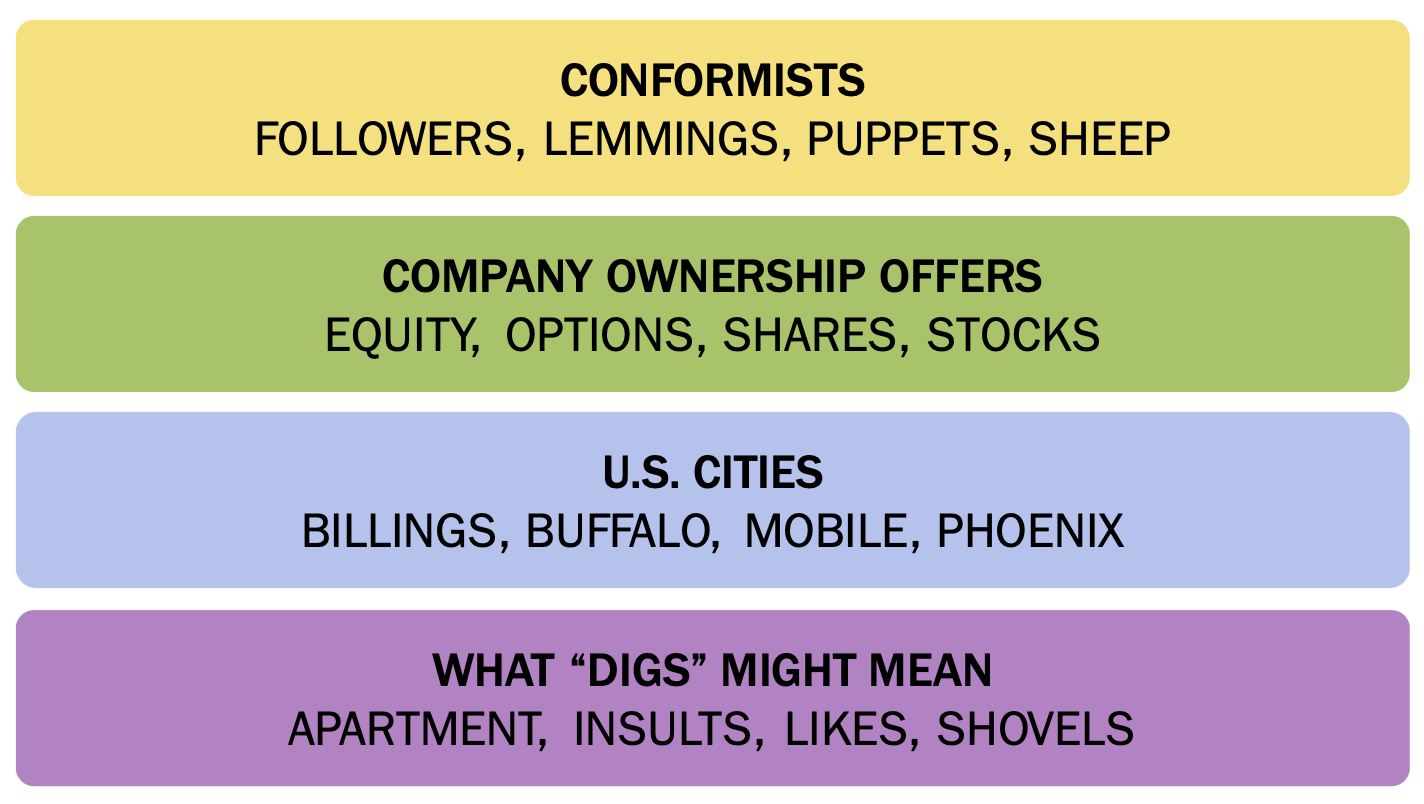 CONFORMISTS
FOLLOWERS, LEMMINGS, PUPPETS, SHEEP
COMPANY OWNERSHIP OFFERS
EQUITY, OPTIONS, SHARES, STOCKS
U.S. CITIES
BILLINGS, BUFFALO, MOBILE, PHOENIX
WHAT “DIGS” MIGHT MEAN
APARTMENT, INSULTS, LIKES, SHOVELS